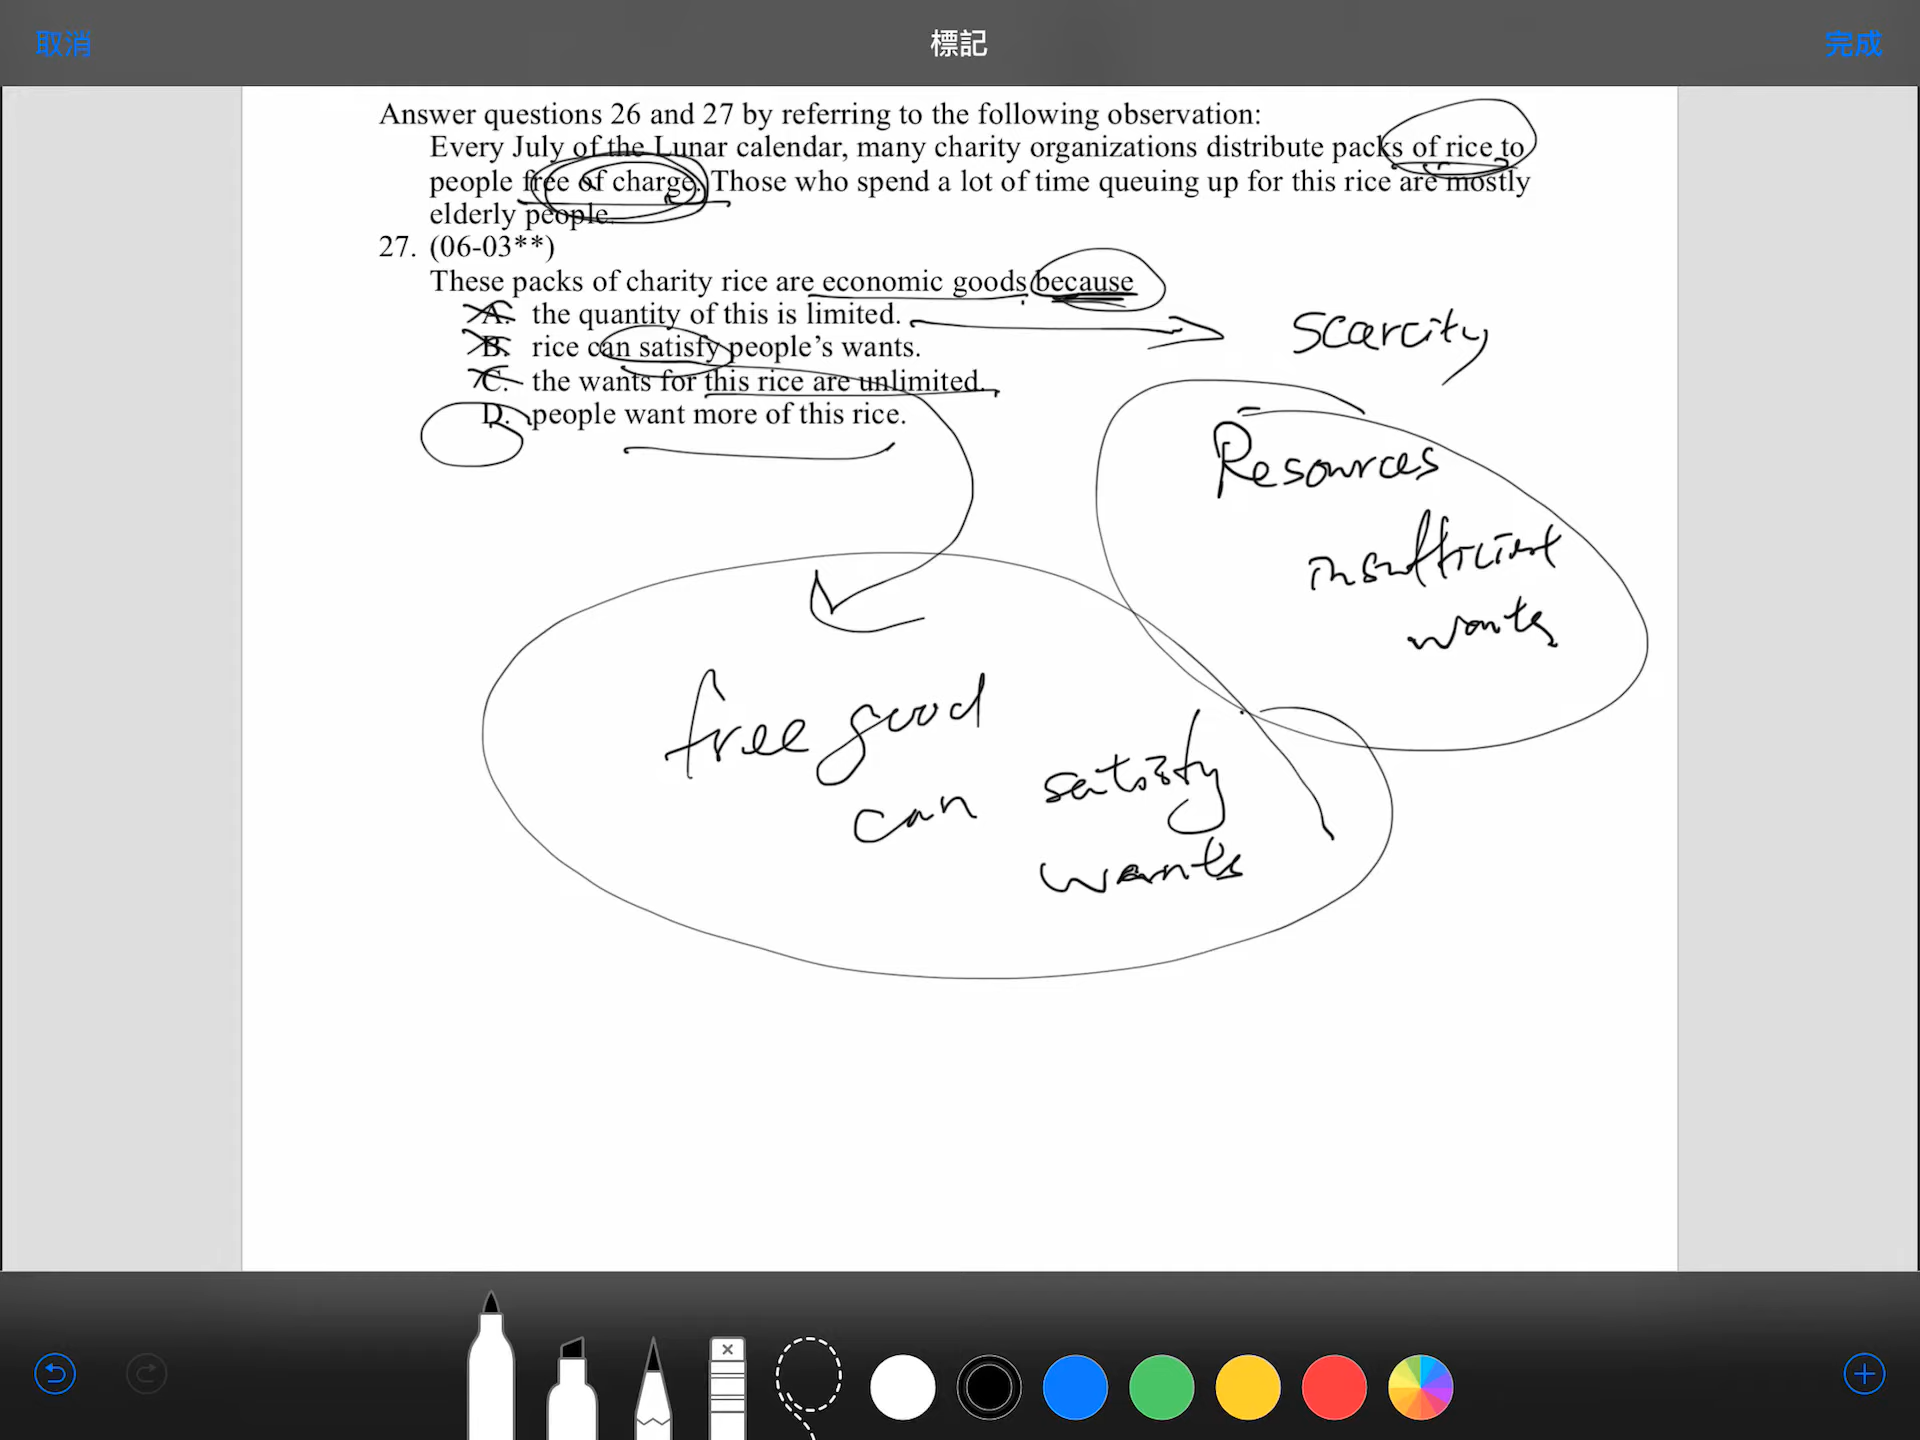 取消
標記
完成
Answer questions 26 and 27 by referring to the following observation:
Every July of the Lunar calendar, many charity organizations distribute packs of rice to
people free of charge. Those who spend a lot of time queuing up for this rice are mostly
elderly people.
27. (06-03**)
These packs of charity rice are economic goods because
A. the quantity of this is limited.
B. rice can satisfy people's wants.
C. the wants for this rice are unlimited.
D. people want more of this rice.
Scarcity
Resources
insufficient
wants
free good
can satisfy
wants